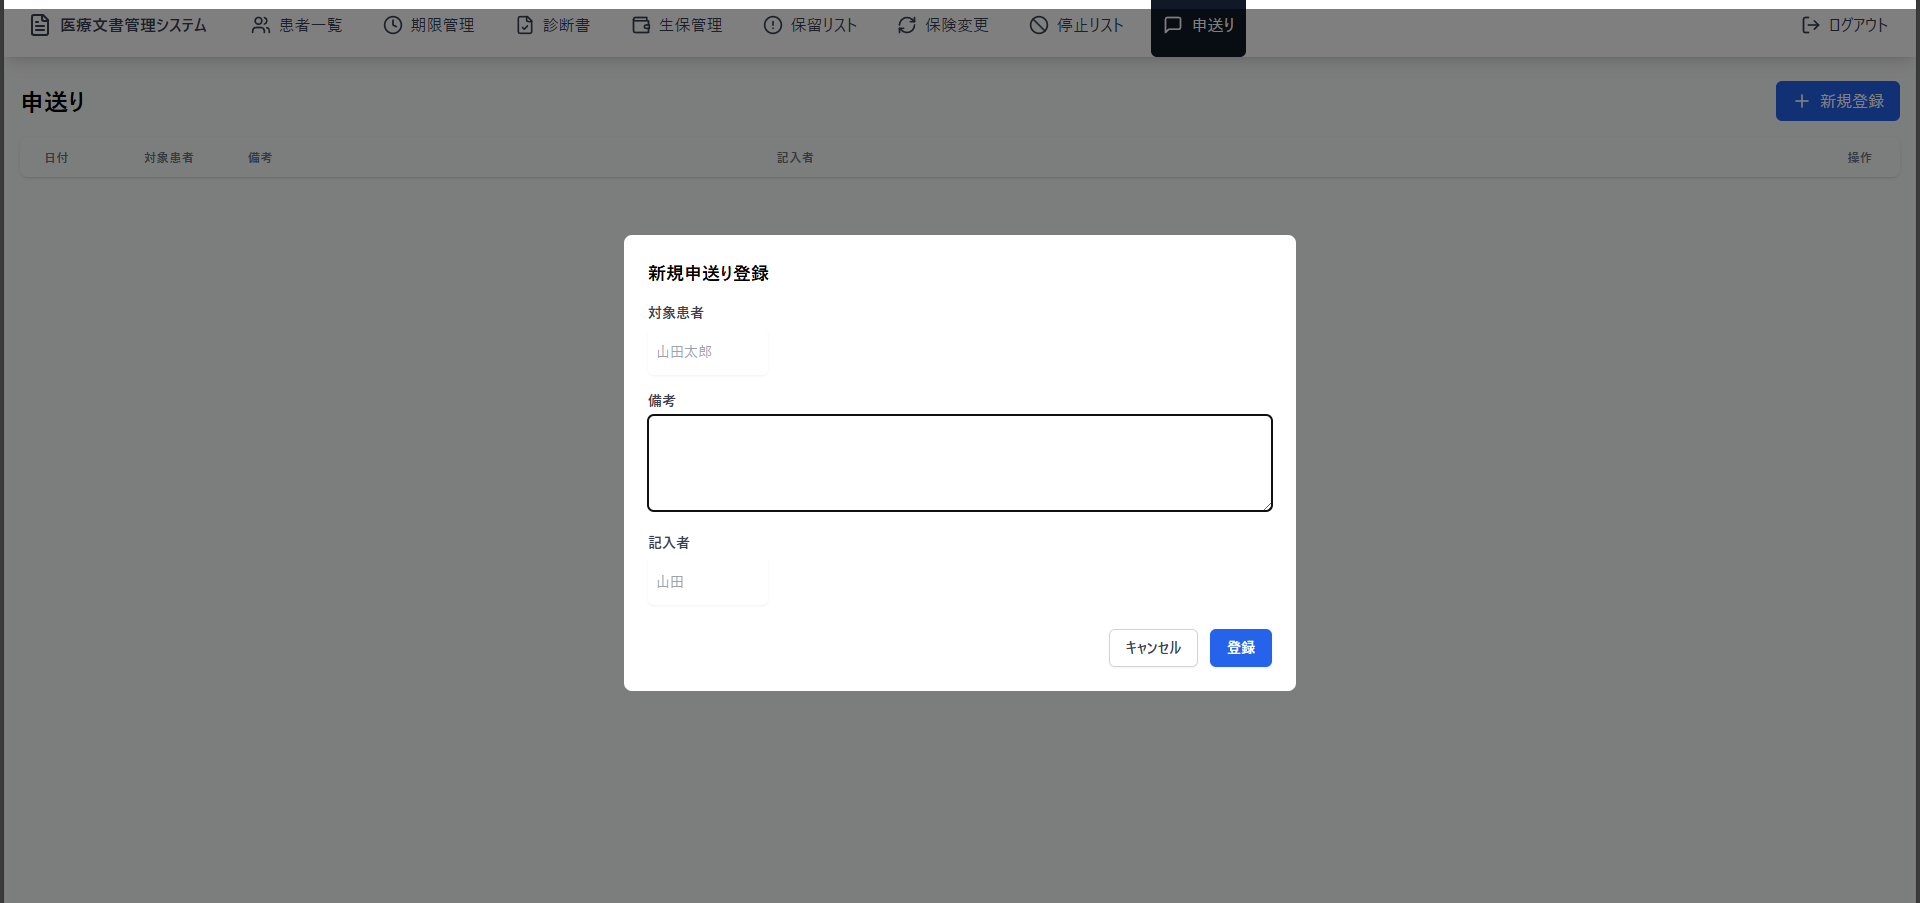 医療文書管理システム 患者一覧 期限管理 診断書 生保管理 保留リスト 保険変更 停止リスト 申送り ログアウト
申送り 新規登録
日付 対象患者 備考 記入者 操作
新規申送り登録
対象患者
山田太郎
備考
記入者
山田
キャンセル 登録